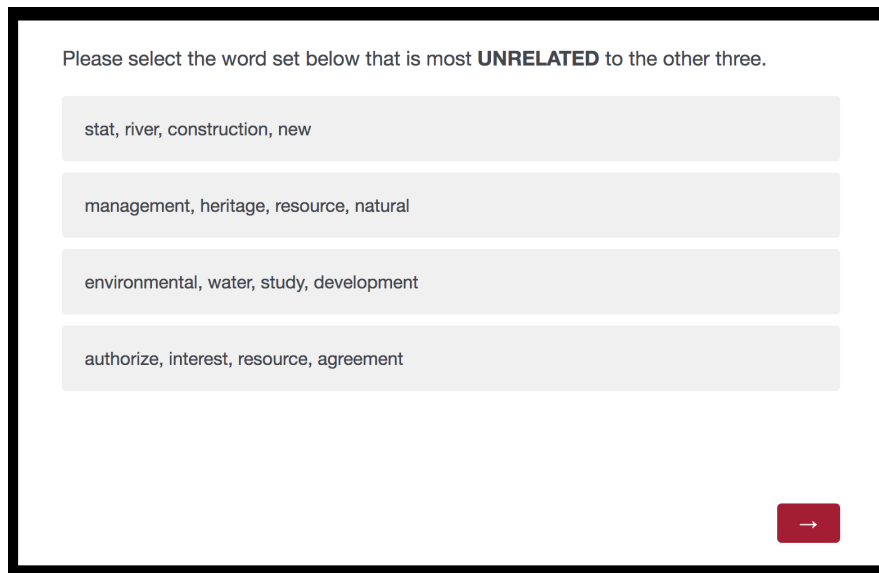 Please select the word set below that is most UNRELATED to the other three.
stat, river, construction, new
management, heritage, resource, natural
environmental, water, study, development
authorize, interest, resource, agreement
→